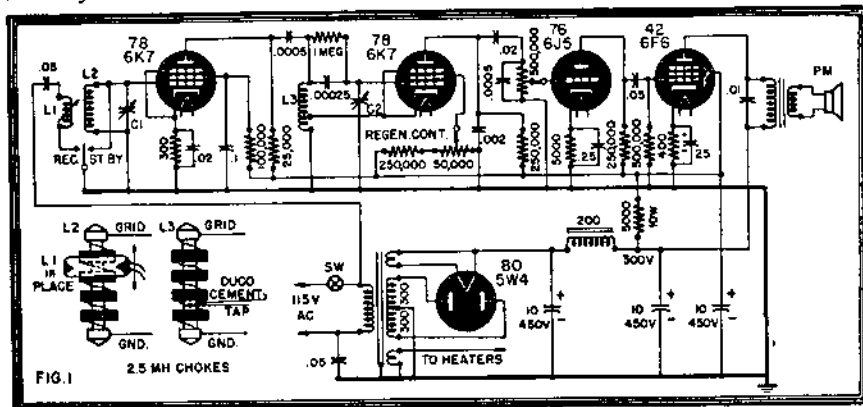 78
6K7
.0005
1 MEG
78
6K7
.02
500,000
76
6J5
42
6F6
.05
L2
L1
C1
REC.
ST BY
300
.02
.1
100,000
25,000
L3
.00025
C2
REGEN. CONT.
250,000
50,000
.0005
.002
250,000
5000
25
250,000
.05
500,000
400
25
.01
PM
5000
10W
300V
200
L2
GRID
L3
GRID
L1
IN
PLACE
DUCO
CEMENT
TAP
GND.
GND.
2.5 MH CHOKES
FIG.1
SW
115V
AC
.05
300
300
80
5W4
TO HEATERS
10
450V
10
450V
10
450V
+
-
+
-
+
-